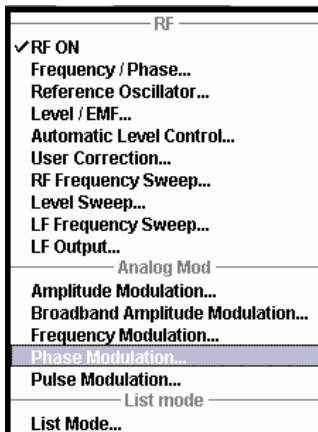 RF
RF ON
Frequency / Phase...
Reference Oscillator...
Level / EMF...
Automatic Level Control...
User Correction...
RF Frequency Sweep...
Level Sweep...
LF Frequency Sweep...
LF Output...
Analog Mod
Amplitude Modulation...
Broadband Amplitude Modulation...
Frequency Modulation...
Phase Modulation...
Pulse Modulation...
List mode
List Mode...